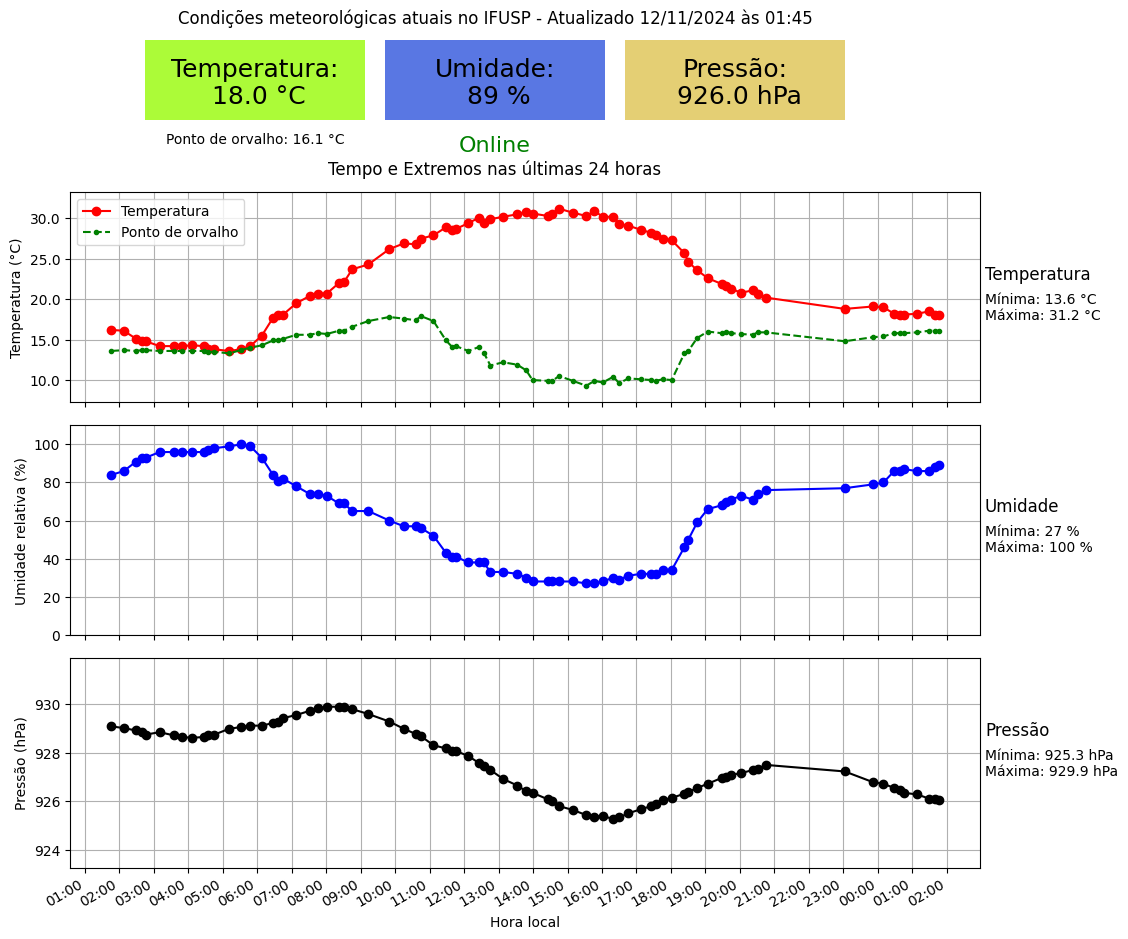 Condições meteorológicas atuais no IFUSP - Atualizado 12/11/2024 às 01:45
Temperatura:
18.0 °C
Umidade:
89 %
Pressão:
926.0 hPa
Ponto de orvalho: 16.1 °C
Online
Tempo e Extremos nas últimas 24 horas
Temperatura (°C)
30.0
25.0
20.0
15.0
10.0
Temperatura
Ponto de orvalho
Temperatura
Mínima: 13.6 °C
Máxima: 31.2 °C
Umidade relativa (%)
100
80
60
40
20
0
Umidade
Mínima: 27 %
Máxima: 100 %
Pressão (hPa)
930
928
926
924
Pressão
Mínima: 925.3 hPa
Máxima: 929.9 hPa
01:00 02:00 03:00 04:00 05:00 06:00 07:00 08:00 09:00 10:00 11:00 12:00 13:00 14:00 15:00 16:00 17:00 18:00 19:00 20:00 21:00 22:00 23:00 00:00 01:00 02:00
Hora local